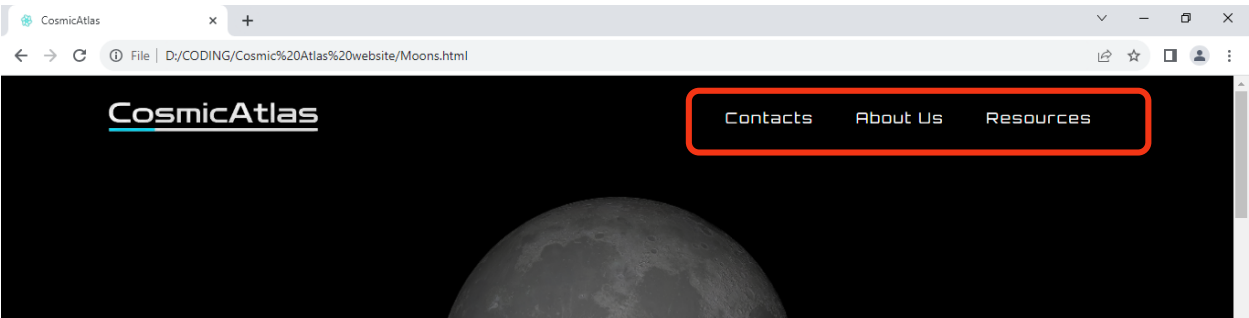 CosmicAtlas
File D:/CODING/Cosmic%20Atlas%20website/Moons.html
CosmicAtlas Contacts About Us Resources